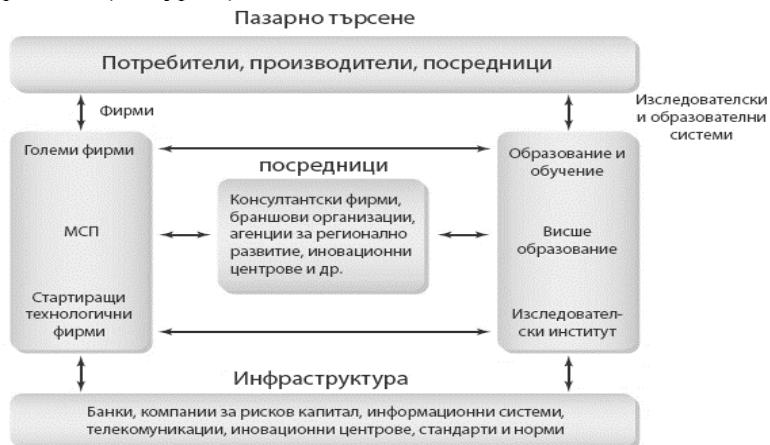 Пазарно търсене
Потребители, производители, посредници
Фирми
Изследователски
и образователни
системи
Големи фирми
МСП
Стартиращи
технологични
фирми
посредници
Консултантски фирми,
браншови организации,
агенции за регионално
развитие, иновационни
центрове и др.
Образование и
обучение
Висше
образование
Изследовател-
ски институт
Инфраструктура
Банки, компании за рисков капитал, информационни системи,
телекомуникации, иновационни центрове, стандарти и норми